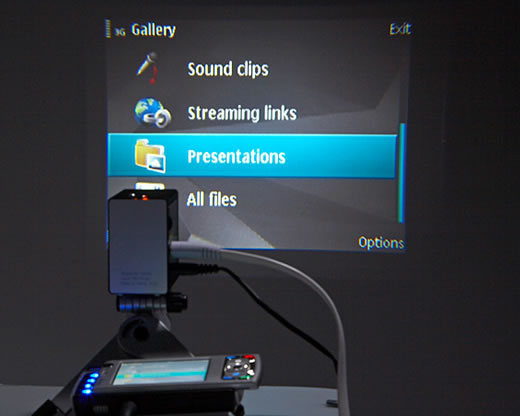 3G Gallery Exit
Sound clips
Streaming links
Presentations
All files
Options